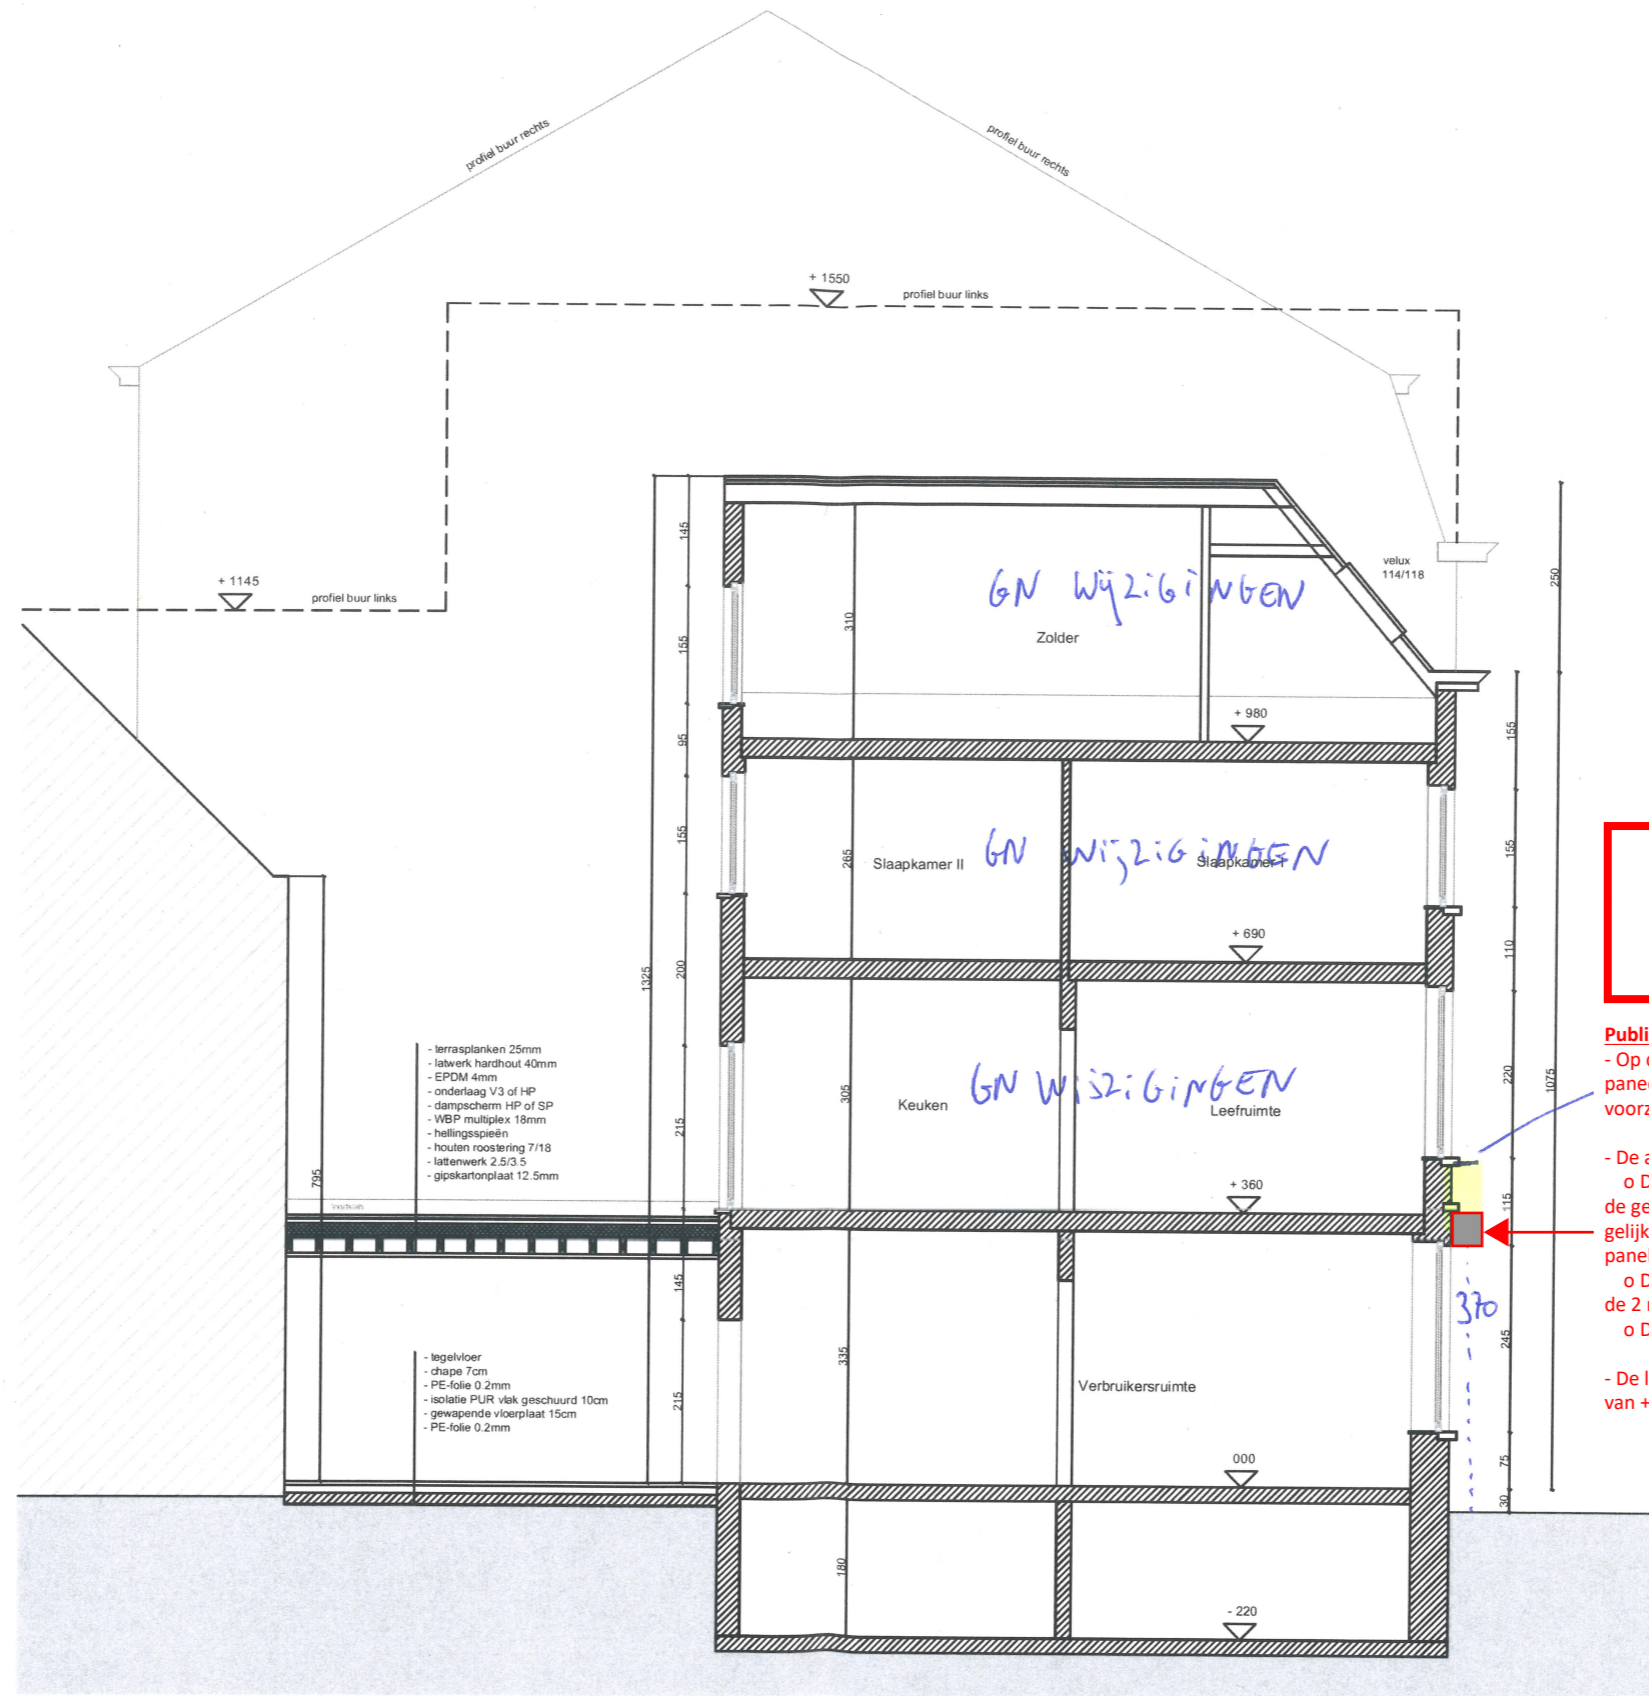 profiel buur rechts
profiel buur rechts
+ 1550
profiel buur links
+ 1145
profiel buur links
velux
114/118
GN WijZiGiNGEN
Zolder
+ 980
Slaapkamer II
GN WijZiGiNGEN
Slaapkamer I
+ 690
Keuken
GN WijZiGiNGEN
Leefruimte
+ 360
- terrasplanken 25mm
- latwerk hardhout 40mm
- EPDM 4mm
- onderlaag V3 of HP
- dampscherm HP of SP
- WBP multiplex 18mm
- hellingsspieën
- houten roostering 7/18
- lattenwerk 2.5/3.5
- gipskartonplaat 12.5mm
- tegelvloer
- chape 7cm
- PE-folie 0.2mm
- isolatie PUR vlak geschuurd 10cm
- gewapende vloerplaat 15cm
- PE-folie 0.2mm
Verbruikersruimte
000
- 220
795
1325
145
155
95
155
200
215
145
215
310
265
305
335
180
155
155
110
220
115
245
75
30
250
1075
370
Publi
- Op
panee
voorz
- De a
o D
de ge
gelijk
panel
o D
de 2
o D
- De l
van +